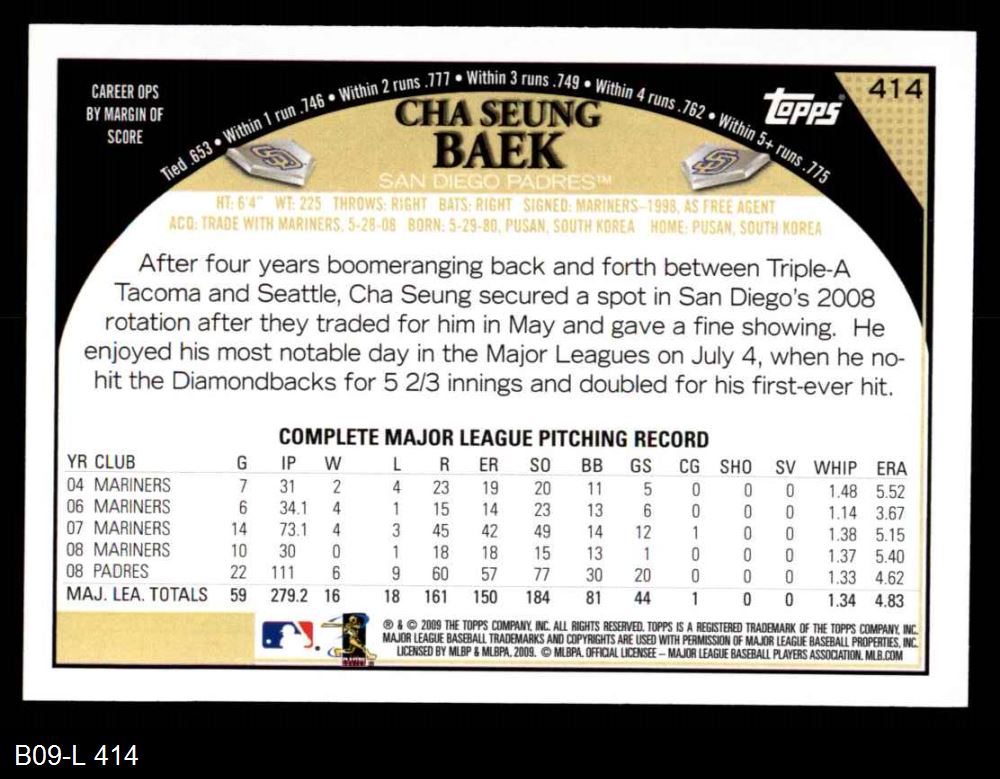 CAREER OPS
BY MARGIN OF
SCORE
Tied .653 • Within 1 run .746 • Within 2 runs .777 • Within 3 runs .749 • Within 4 runs .762 • Within 5+ runs .775
topps
414
CHA SEUNG
BAEK
SAN DIEGO PADRES™
HT: 6'4" WT: 225 THROWS: RIGHT BATS: RIGHT SIGNED: MARINERS–1998, AS FREE AGENT
ACQ: TRADE WITH MARINERS, 5-28-08 BORN: 5-29-80, PUSAN, SOUTH KOREA HOME: PUSAN, SOUTH KOREA
After four years boomeranging back and forth between Triple-A
Tacoma and Seattle, Cha Seung secured a spot in San Diego's 2008
rotation after they traded for him in May and gave a fine showing. He
enjoyed his most notable day in the Major Leagues on July 4, when he no-
hit the Diamondbacks for 5 2/3 innings and doubled for his first-ever hit.
COMPLETE MAJOR LEAGUE PITCHING RECORD
YR CLUB G IP W L R ER SO BB GS CG SHO SV WHIP ERA
04 MARINERS 7 31 2 4 23 19 20 11 5 0 0 0 1.48 5.52
06 MARINERS 6 34.1 4 1 15 14 23 13 6 0 0 0 1.14 3.67
07 MARINERS 14 73.1 4 3 45 42 49 14 12 1 0 0 1.38 5.15
08 MARINERS 10 30 0 1 18 18 15 13 1 0 0 0 1.37 5.40
08 PADRES 22 111 6 9 60 57 77 30 20 0 0 0 1.33 4.62
MAJ. LEA. TOTALS 59 279.2 16 18 161 150 184 81 44 1 0 0 1.34 4.83
® & © 2009 THE TOPPS COMPANY, INC. ALL RIGHTS RESERVED. TOPPS IS A REGISTERED TRADEMARK OF THE TOPPS COMPANY, INC.
MAJOR LEAGUE BASEBALL TRADEMARKS AND COPYRIGHTS ARE USED WITH PERMISSION OF MAJOR LEAGUE BASEBALL PROPERTIES, INC.
LICENSED BY MLBP & MLBPA, 2009. © MLBPA. OFFICIAL LICENSEE – MAJOR LEAGUE BASEBALL PLAYERS ASSOCIATION. MLB.COM
B09-L 414